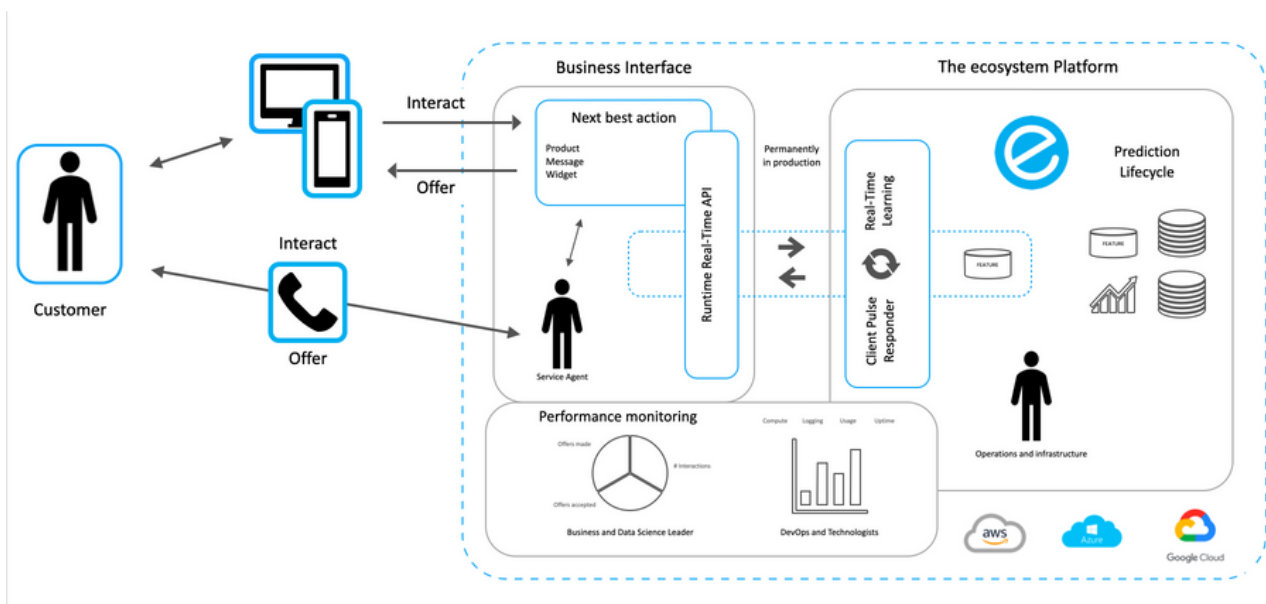 Business Interface
The ecosystem Platform
Interact
Next best action
Product
Message
Widget
Offer
Customer
Interact
Offer
Service Agent
Runtime Real-Time API
Permanently
in production
Real-Time
Learning
Client Pulse
Responder
FEATURE
Prediction
Lifecycle
FEATURE
Operations and infrastructure
Performance monitoring
Offers made
# Interactions
Offers accepted
Business and Data Science Leader
Compute Logging Usage Uptime
DevOps and Technologists
aws
Azure
Google Cloud